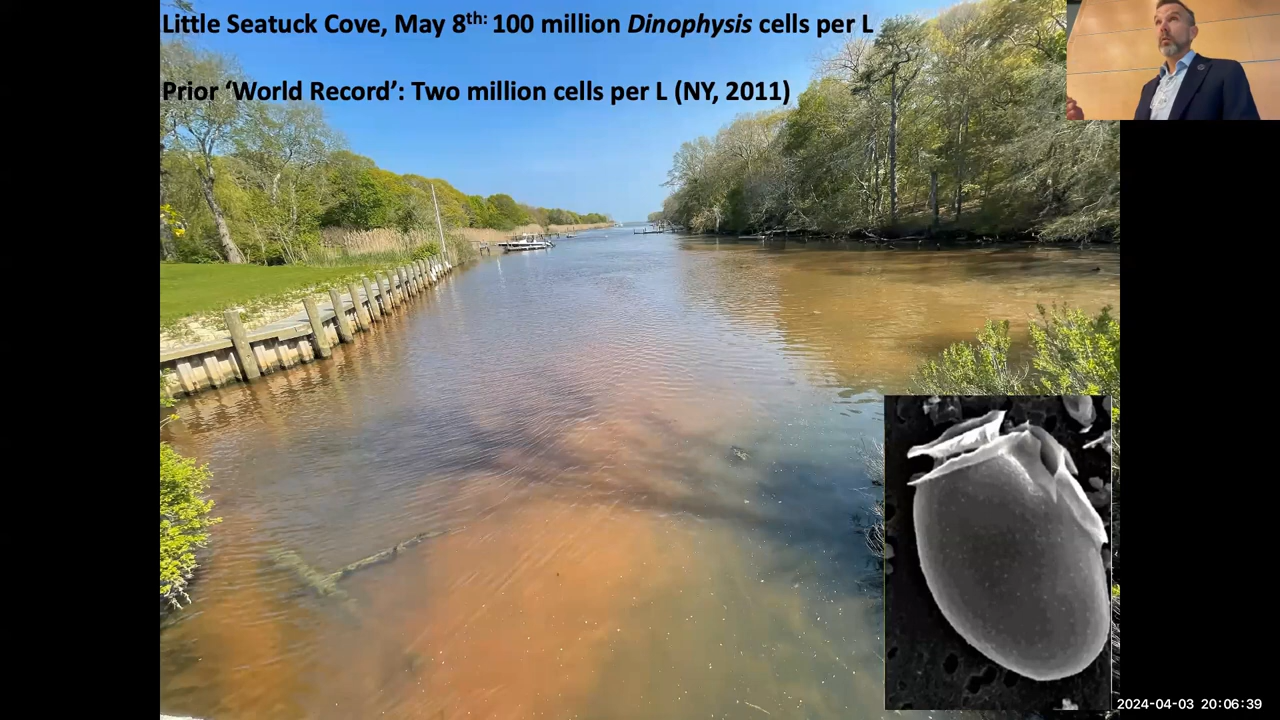 Little Seatuck Cove, May 8th: 100 million Dinophysis cells per L
Prior ‘World Record’: Two million cells per L (NY, 2011)
2024-04-03 20:06:39